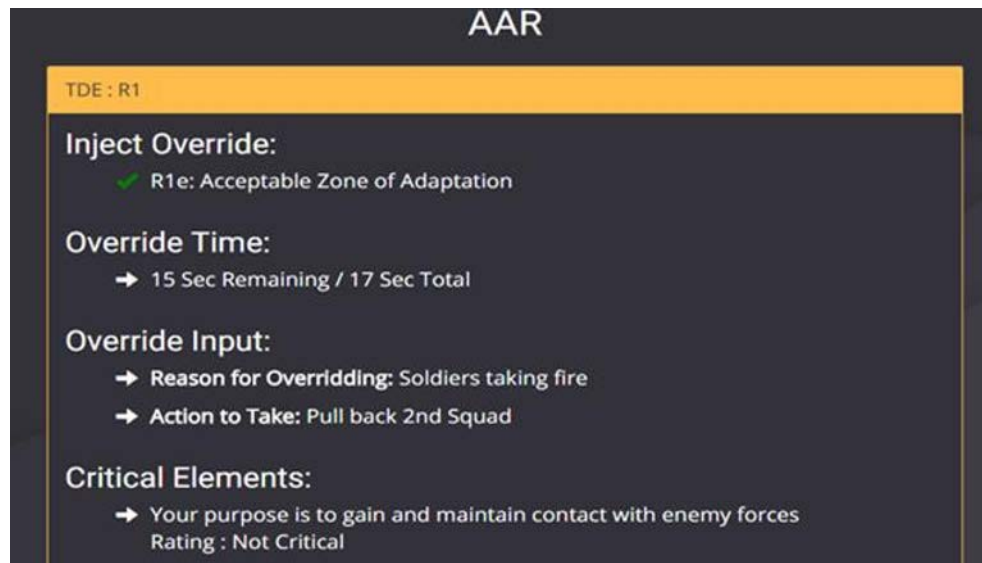 AAR
TDE : R1
Inject Override:
R1e: Acceptable Zone of Adaptation
Override Time:
15 Sec Remaining / 17 Sec Total
Override Input:
Reason for Overridding: Soldiers taking fire
Action to Take: Pull back 2nd Squad
Critical Elements:
Your purpose is to gain and maintain contact with enemy forces
Rating : Not Critical